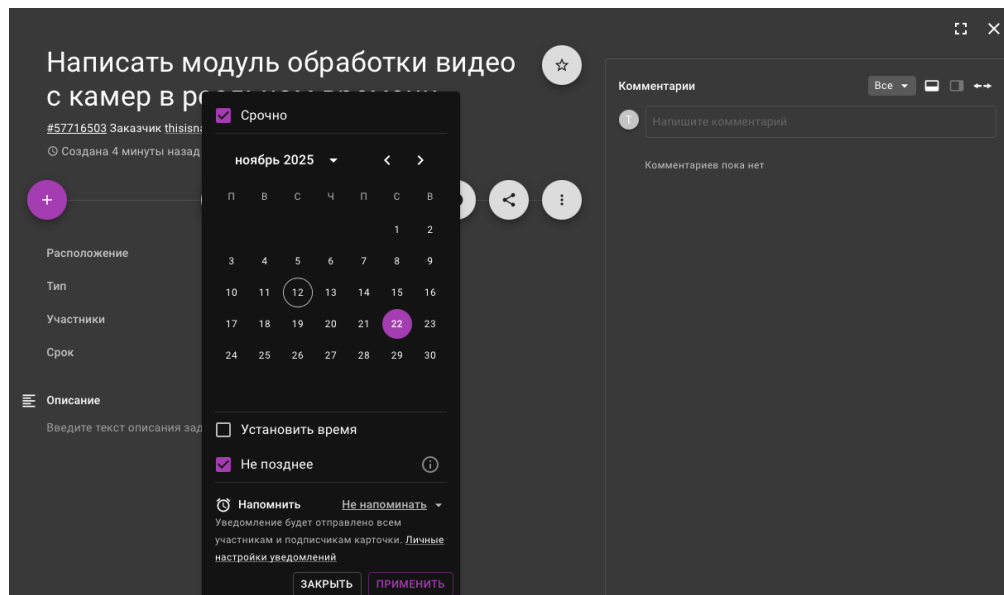 Написать модуль обработки видео
с камер в реальном времени
#57716503 Заказчик thisisna
Создана 4 минуты назад
Расположение
Тип
Участники
Срок
Описание
Введите текст описания зад
Срочно
ноябрь 2025
П В С Ч П С В
1 2
3 4 5 6 7 8 9
10 11 12 13 14 15 16
17 18 19 20 21 22 23
24 25 26 27 28 29 30
Установить время
Не позднее
Напомнить Не напоминать
Уведомление будет отправлено всем
участникам и подписчикам карточки. Личные
настройки уведомлений
ЗАКРЫТЬ ПРИМЕНИТЬ
Комментарии
Все
T
Напишите комментарий
Комментариев пока нет